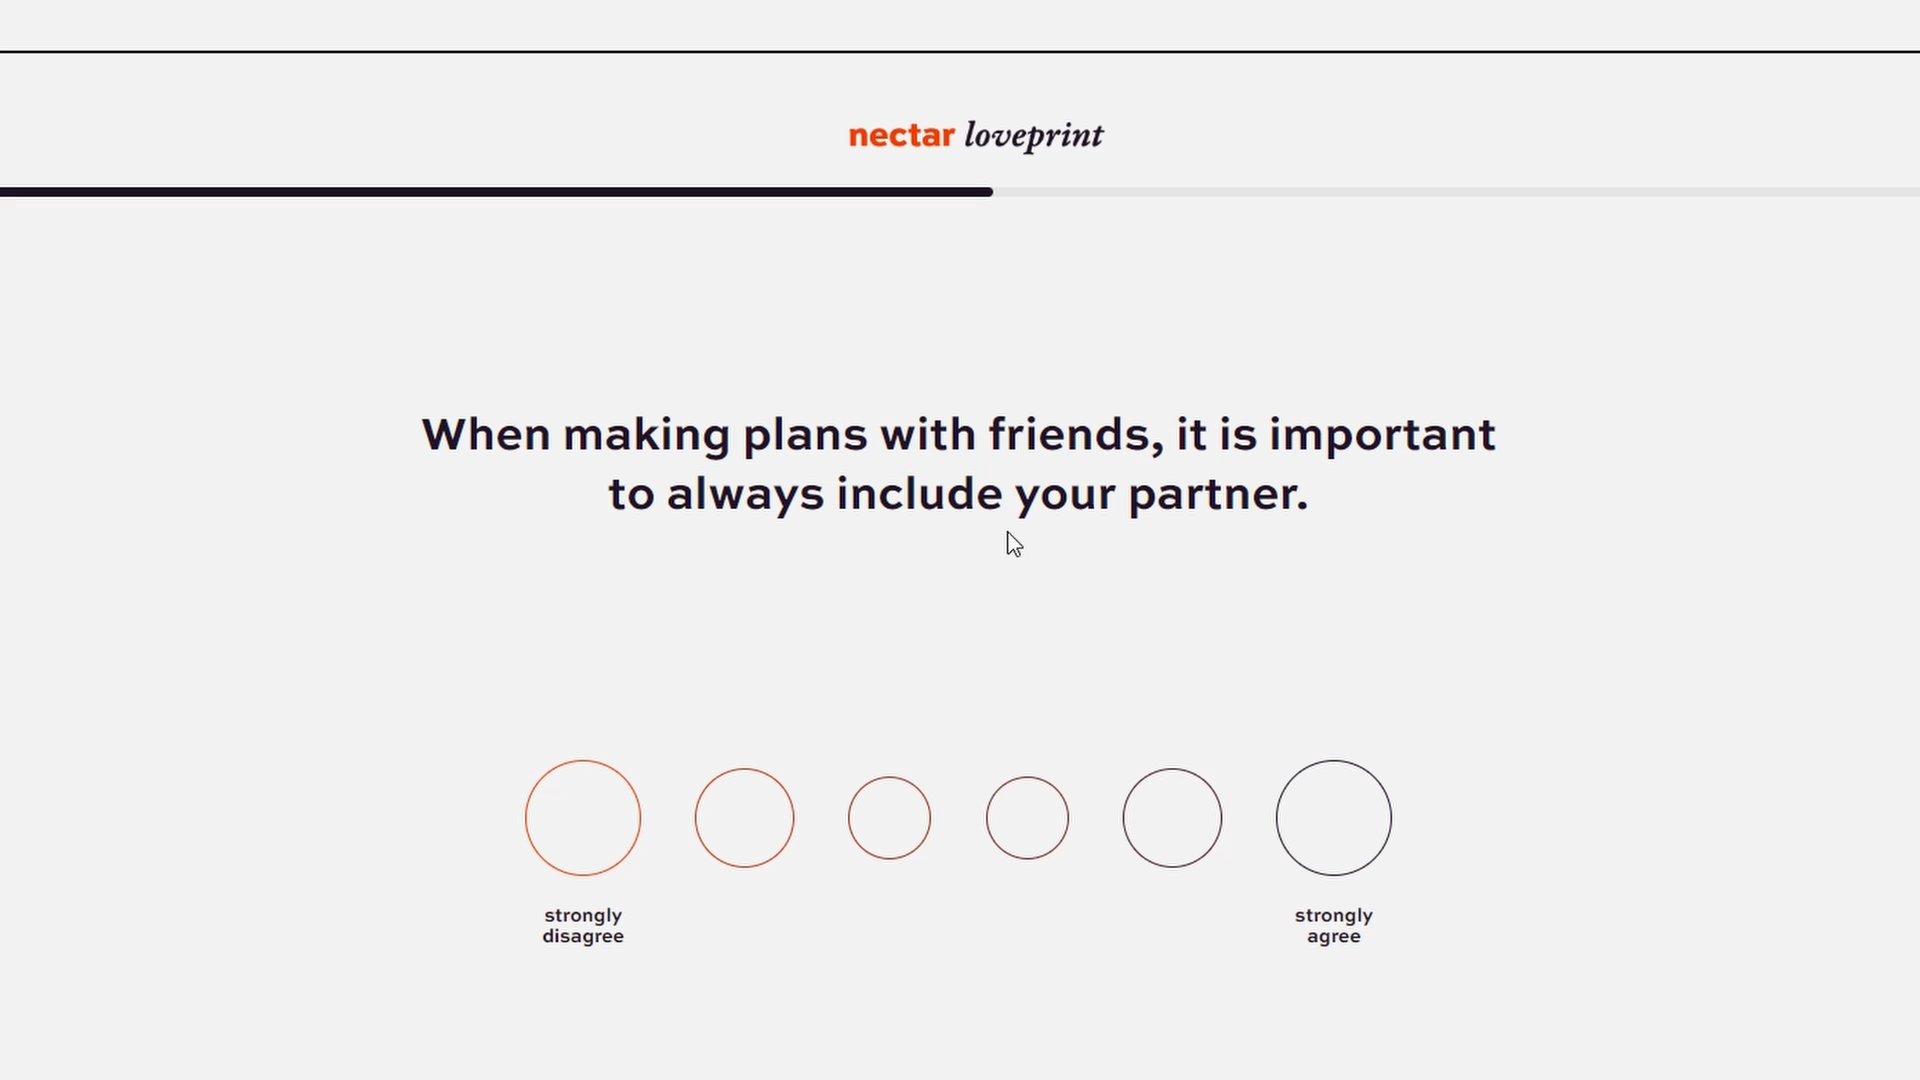 nectar loveprint
When making plans with friends, it is important
to always include your partner.
strongly
disagree
strongly
agree